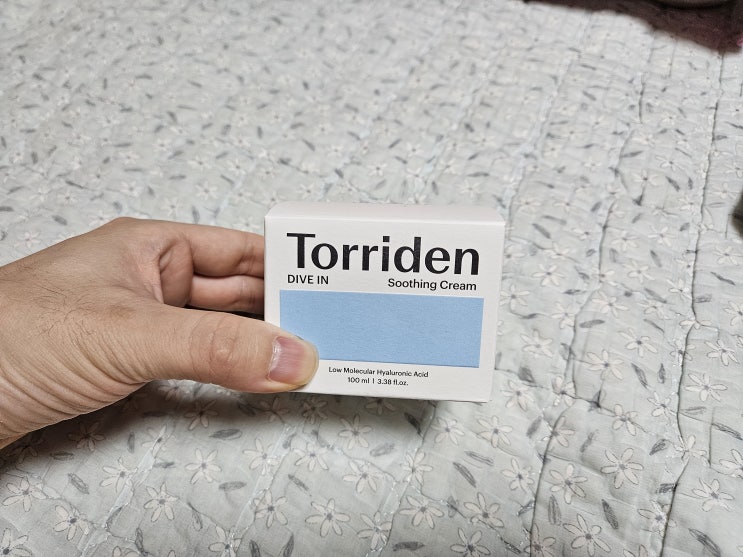 Torriden
DIVE IN Soothing Cream
Low Molecular Hyaluronic Acid
100 ml | 3.38 fl.oz.